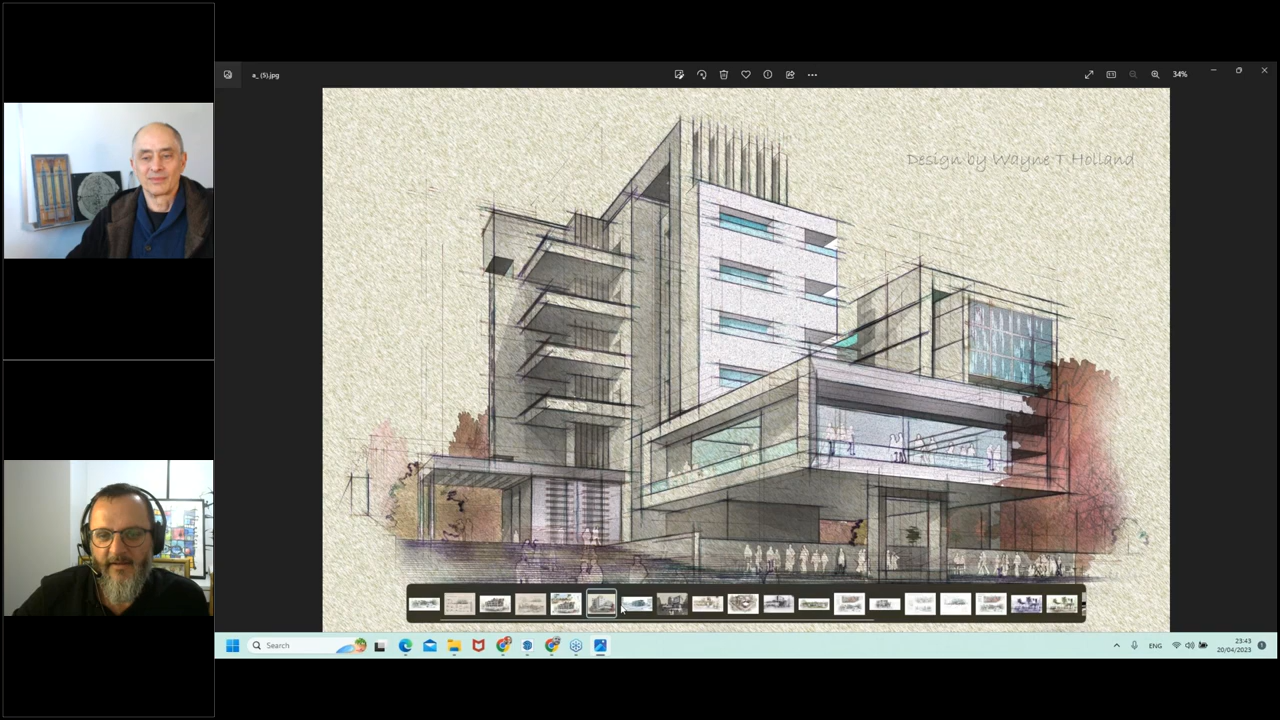 a_ (5).jpg
34%
Design by Wayne T Holland
Search
ENG
23:43
20/04/2023